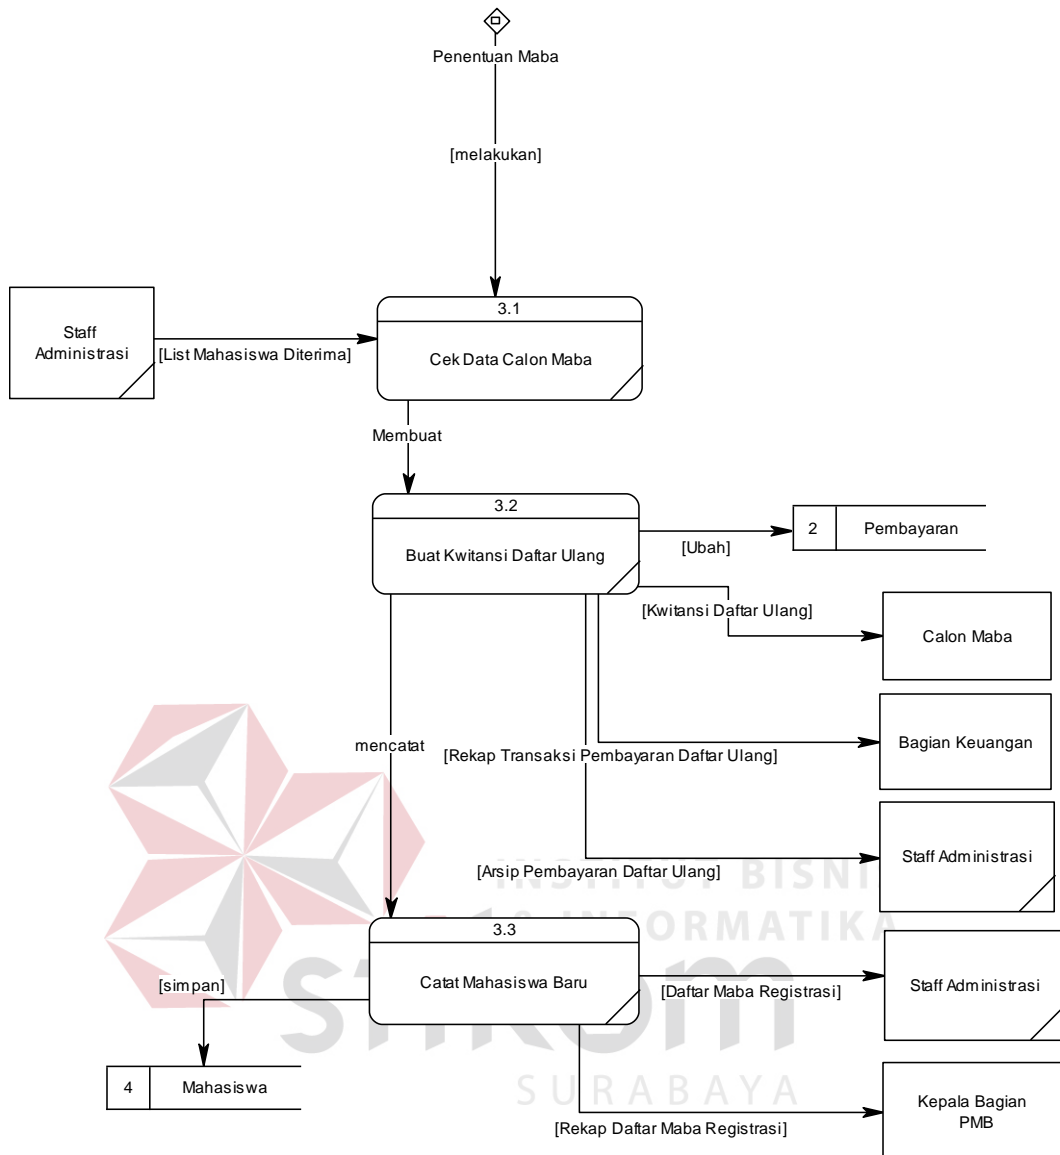 Penentuan Maba
[melakukan]
3.1
Staff
Administrasi
[List Mahasiswa Diterima]
Cek Data Calon Maba
Membuat
3.2
Buat Kwitansi Daftar Ulang
[Ubah]
2
Pembayaran
[Kwitansi Daftar Ulang]
Calon Maba
mencatat
[Rekap Transaksi Pembayaran Daftar Ulang]
Bagian Keuangan
Staff Administrasi
[Arsip Pembayaran Daftar Ulang]
INSTITUT BISNI
& INFORMATIKA
3.3
Catat Mahasiswa Baru
[simpan]
[Daftar Maba Registrasi]
Staff Administrasi
stikom
4
Mahasiswa
SURABAYA
Kepala Bagian
PMB
[Rekap Daftar Maba Registrasi]